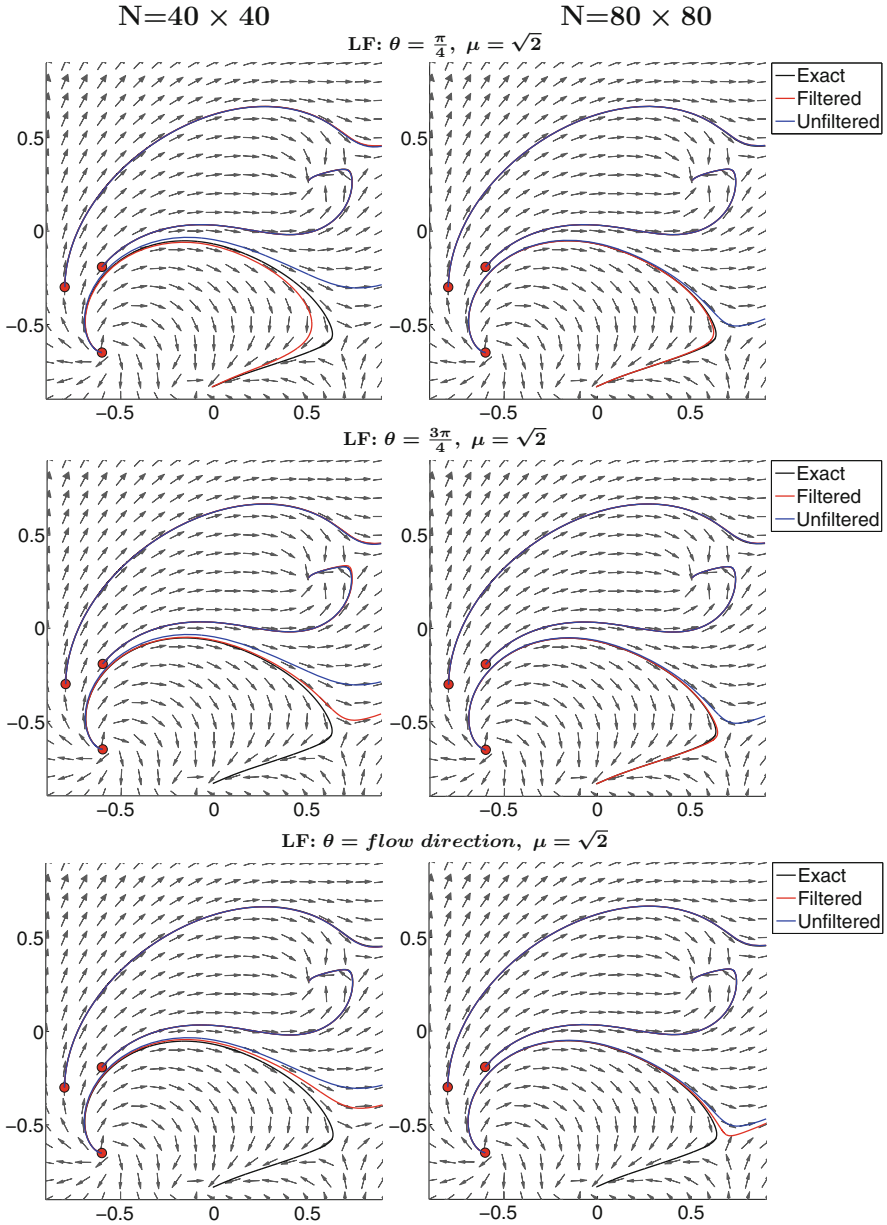 N=40 × 40
N=80 × 80
LF: θ = π/4, μ = √2
Exact
Filtered
Unfiltered
0.5
0
−0.5
−0.5
0
0.5
−0.5
0
0.5
LF: θ = 3π/4, μ = √2
Exact
Filtered
Unfiltered
0.5
0
−0.5
−0.5
0
0.5
−0.5
0
0.5
LF: θ = flow direction, μ = √2
Exact
Filtered
Unfiltered
0.5
0
−0.5
−0.5
0
0.5
−0.5
0
0.5